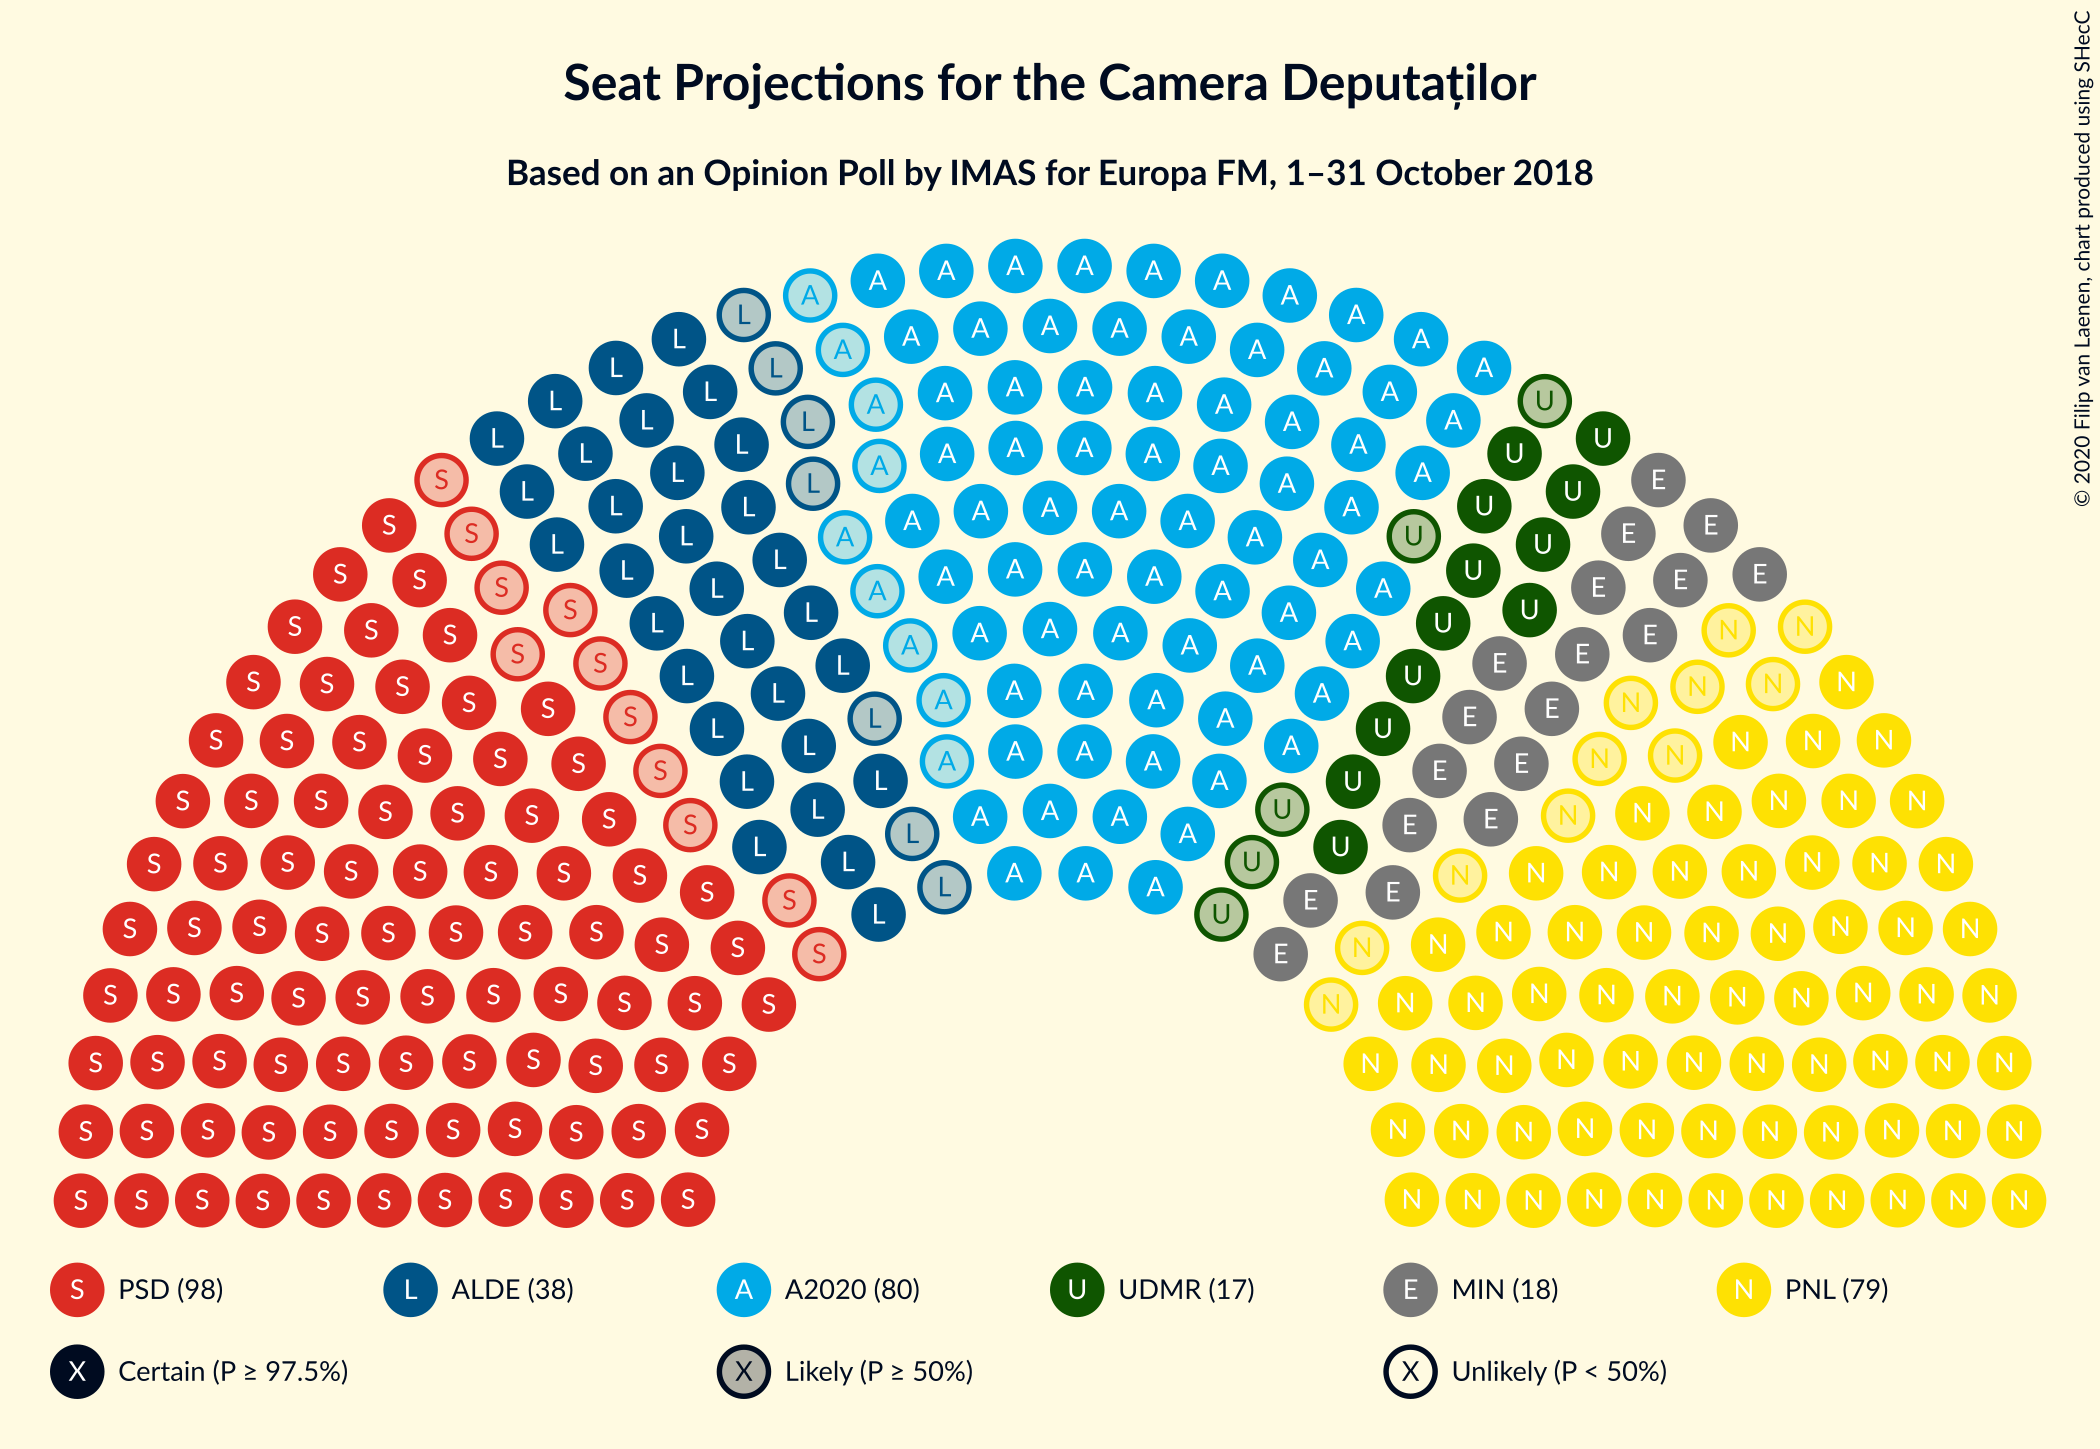 Seat Projections for the Camera Deputaților
Based on an Opinion Poll by IMAS for Europa FM, 1–31 October 2018
© 2020 Filip van Laenen, chart produced using SHecC
S PSD (98)
L ALDE (38)
A A2020 (80)
U UDMR (17)
E MIN (18)
N PNL (79)
X Certain (P ≥ 97.5%)
X Likely (P ≥ 50%)
X Unlikely (P < 50%)